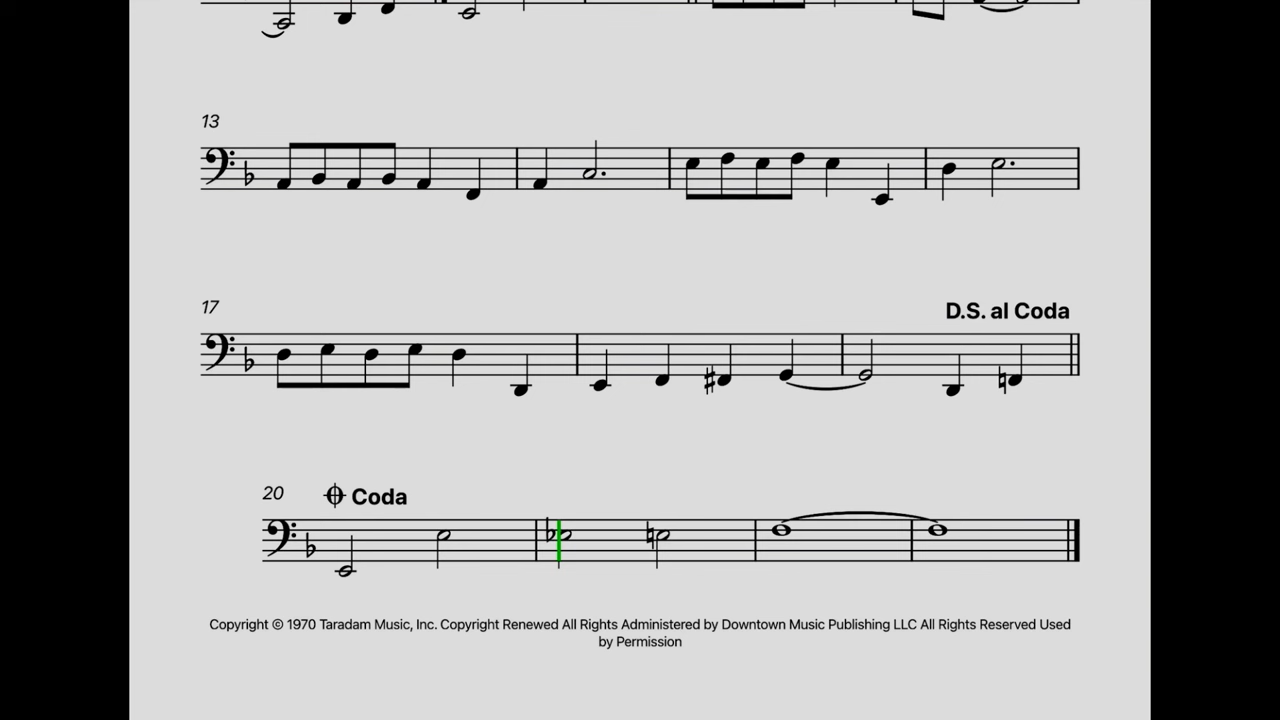 13
17
D.S. al Coda
20
Coda
Copyright © 1970 Taradam Music, Inc. Copyright Renewed All Rights Administered by Downtown Music Publishing LLC All Rights Reserved Used
by Permission